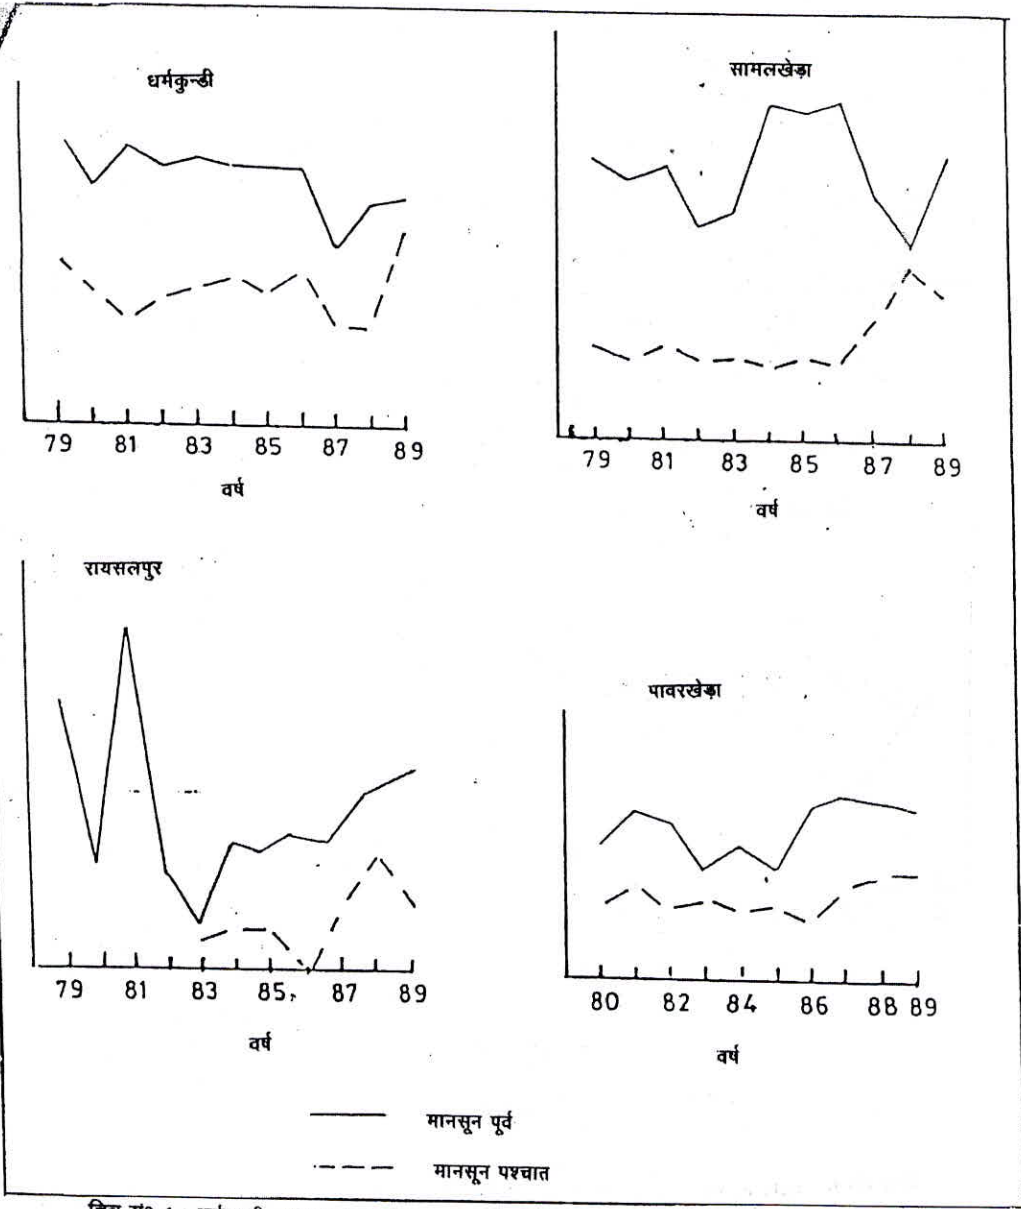 धर्मकुन्डी
79 81 83 85 87 89
वर्ष
सामलखेड़ा
79 81 83 85 87 89
वर्ष
रायसलपुर
79 81 83 85 87 89
वर्ष
पावरखेड़ा
80 82 84 86 88 89
वर्ष
मानसून पूर्व
मानसून पश्चात